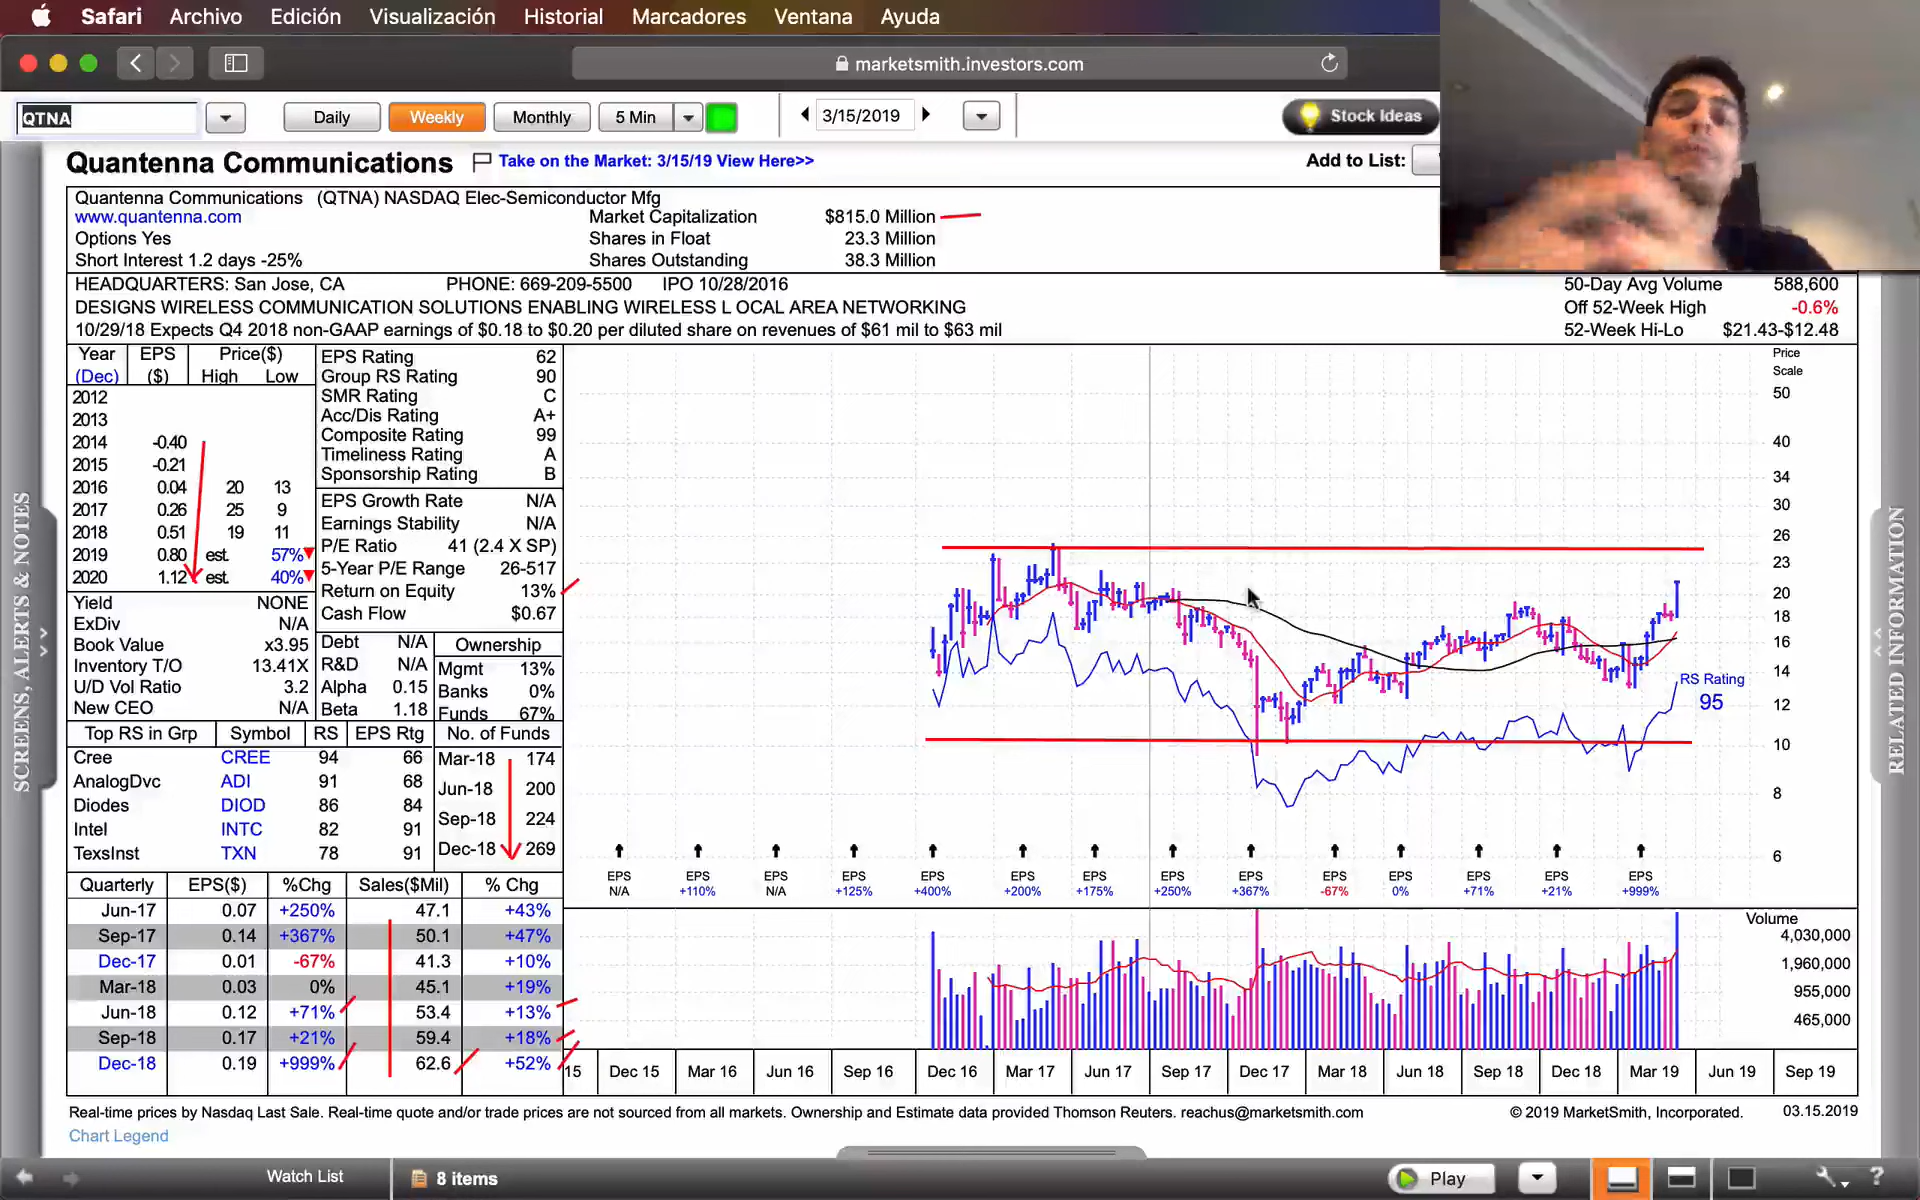 Safari Archivo Edición Visualización Historial Marcadores Ventana Ayuda
marketsmith.investors.com
QTNA Daily Weekly Monthly 5 Min 3/15/2019 Stock Ideas
Quantenna Communications Take on the Market: 3/15/19 View Here>> Add to List:
Quantenna Communications (QTNA) NASDAQ Elec-Semiconductor Mfg
www.quantenna.com Market Capitalization $815.0 Million
Options Yes Shares in Float 23.3 Million
Short Interest 1.2 days -25% Shares Outstanding 38.3 Million
HEADQUARTERS: San Jose, CA PHONE: 669-209-5500 IPO 10/28/2016 50-Day Avg Volume 588,600
DESIGNS WIRELESS COMMUNICATION SOLUTIONS ENABLING WIRELESS L OCAL AREA NETWORKING Off 52-Week High -0.6%
10/29/18 Expects Q4 2018 non-GAAP earnings of $0.18 to $0.20 per diluted share on revenues of $61 mil to $63 mil 52-Week Hi-Lo $21.43-$12.48
Year EPS Price($)
(Dec) ($) High Low
2012
2013
2014 -0.40
2015 -0.21
2016 0.04 20 13
2017 0.26 25 9
2018 0.51 19 11
2019 0.80 est. 57%
2020 1.12 est. 40%
Yield NONE
ExDiv N/A
Book Value x3.95
Inventory T/O 13.41X
U/D Vol Ratio 3.2
New CEO N/A
EPS Rating 62
Group RS Rating 90
SMR Rating C
Acc/Dis Rating A+
Composite Rating 99
Timeliness Rating A
Sponsorship Rating B
EPS Growth Rate N/A
Earnings Stability N/A
P/E Ratio 41 (2.4 X SP)
5-Year P/E Range 26-517
Return on Equity 13%
Cash Flow $0.67
Debt N/A
R&D N/A
Alpha 0.15
Beta 1.18
Ownership
Mgmt 13%
Banks 0%
Funds 67%
Top RS in Grp Symbol RS EPS Rtg
Cree CREE 94 66
AnalogDvc ADI 91 68
Diodes DIOD 86 84
Intel INTC 82 91
TexsInst TXN 78 91
No. of Funds
Mar-18 174
Jun-18 200
Sep-18 224
Dec-18 269
Quarterly EPS($) %Chg Sales($Mil) % Chg
Jun-17 0.07 +250% 47.1 +43%
Sep-17 0.14 +367% 50.1 +47%
Dec-17 0.01 -67% 41.3 +10%
Mar-18 0.03 0% 45.1 +19%
Jun-18 0.12 +71% 53.4 +13%
Sep-18 0.17 +21% 59.4 +18%
Dec-18 0.19 +999% 62.6 +52%
Price
Scale
50
40
34
30
26
23
20
18
16
14
12
10
8
6
RS Rating
95
EPS EPS EPS EPS EPS EPS EPS EPS EPS EPS EPS EPS EPS EPS
N/A +110% N/A +125% +400% +200% +175% +250% +367% -67% 0% +71% +21% +999%
Volume
4,030,000
1,960,000
955,000
465,000
15 Dec 15 Mar 16 Jun 16 Sep 16 Dec 16 Mar 17 Jun 17 Sep 17 Dec 17 Mar 18 Jun 18 Sep 18 Dec 18 Mar 19 Jun 19 Sep 19
Real-time prices by Nasdaq Last Sale. Real-time quote and/or trade prices are not sourced from all markets. Ownership and Estimate data provided Thomson Reuters. reachus@marketsmith.com © 2019 MarketSmith, Incorporated. 03.15.2019
Chart Legend
SCREENS, ALERTS & NOTES
RELATED INFORMATION
Watch List 8 items Play ?